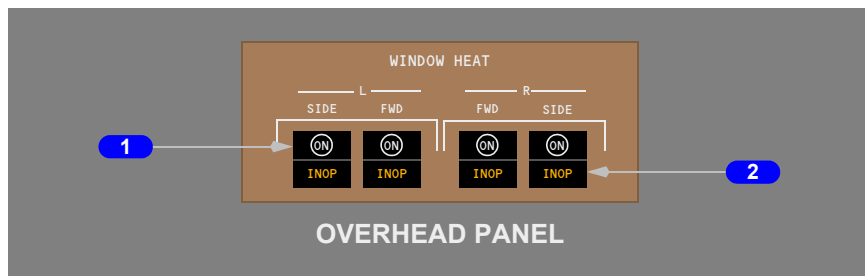 WINDOW HEAT
L R
SIDE FWD FWD SIDE
1 ON ON ON ON
INOP INOP INOP INOP 2
OVERHEAD PANEL